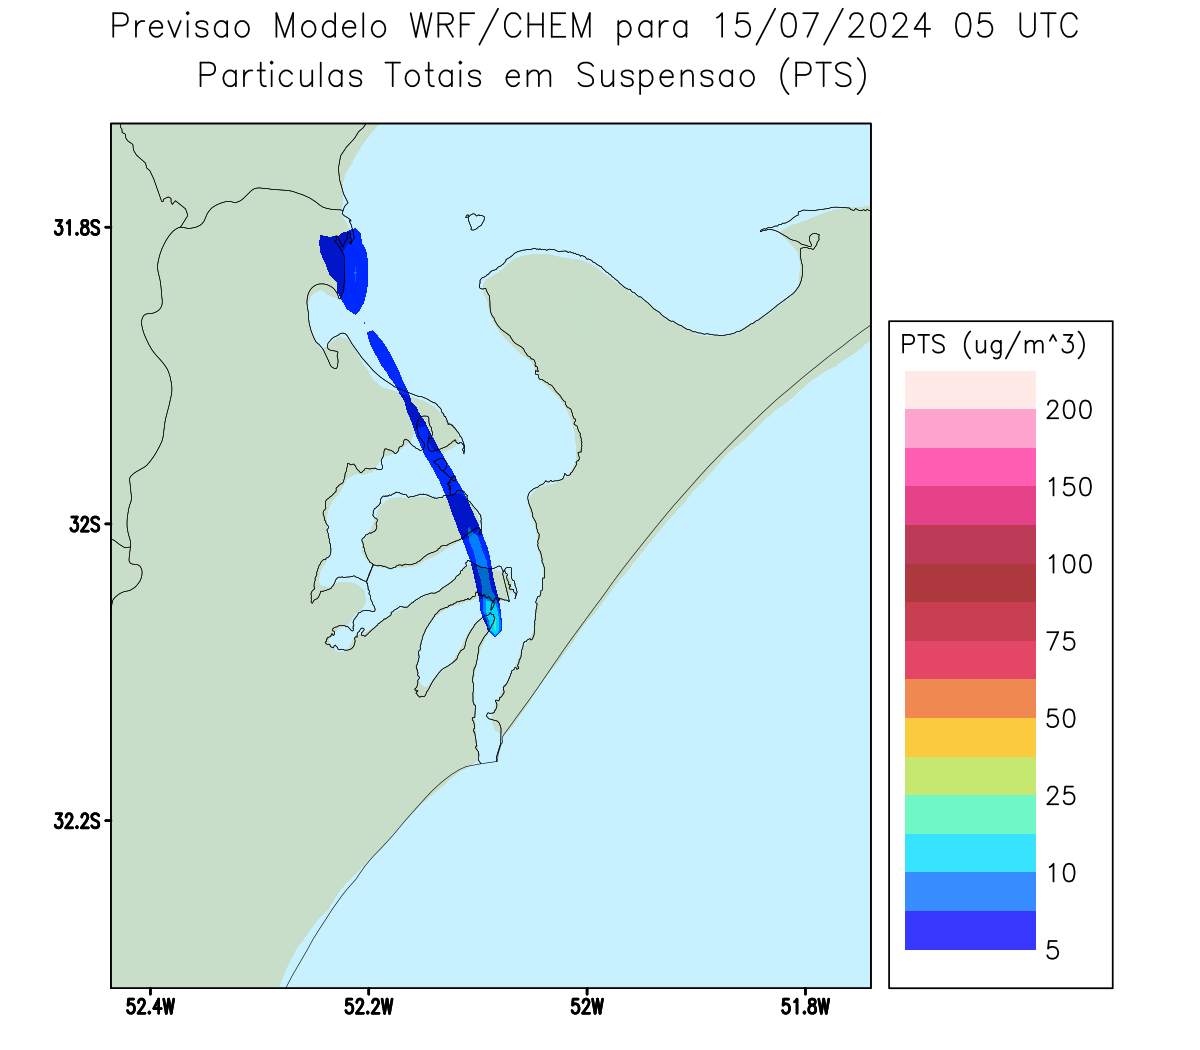 Previsao Modelo WRF/CHEM para 15/07/2024 05 UTC
Particulas Totais em Suspensao (PTS)
31.8S
32S
32.2S
52.4W
52.2W
52W
51.8W
PTS (ug/m^3)
200
150
100
75
50
25
10
5